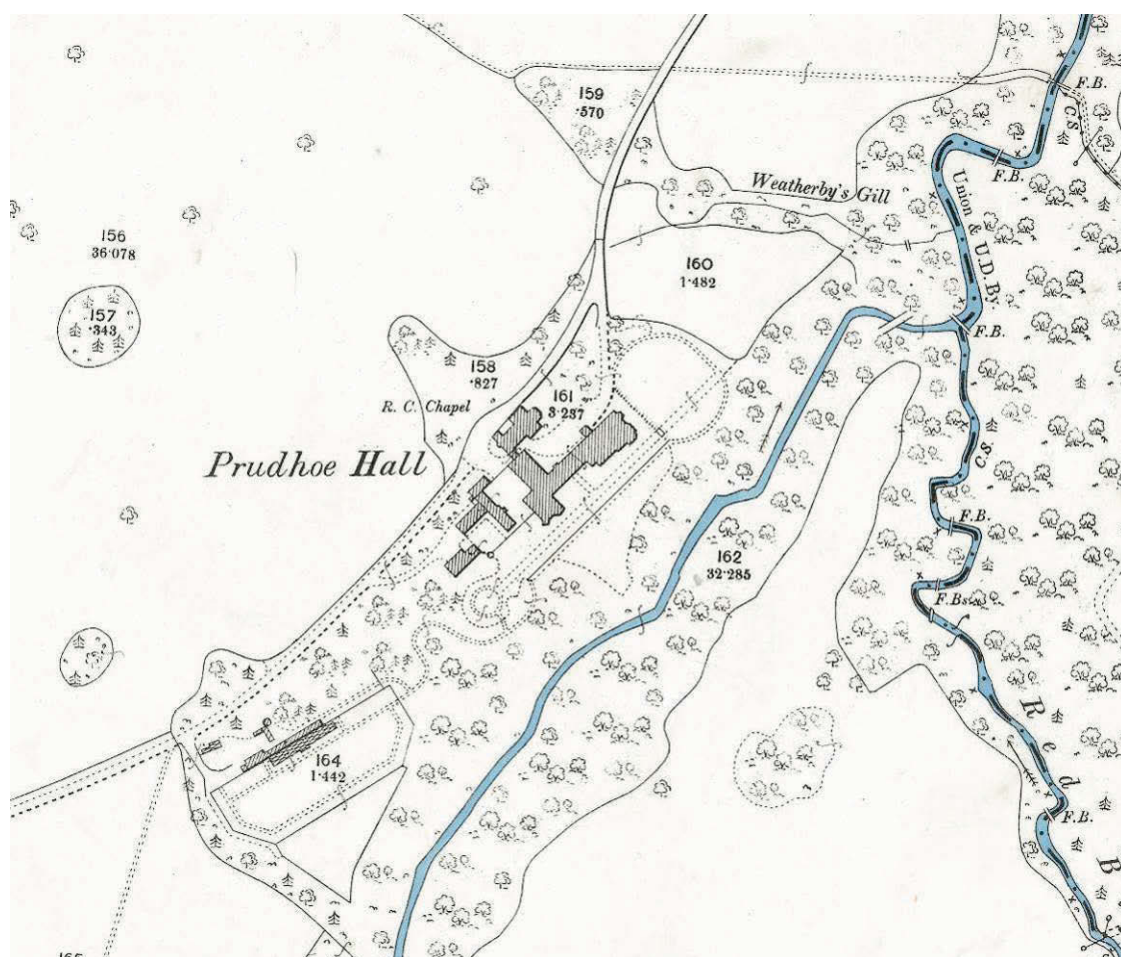 159
·570
F.B.
C.S
Weatherby's Gill
F.B.
Union & U.D. By.
156
36·078
160
1·482
157
·343
F.B.
158
·827
161
3·237
R. C. Chapel
Prudhoe Hall
C.S
F.B.
162
32·285
F.Bs.
Red
164
1·442
F.B.
B